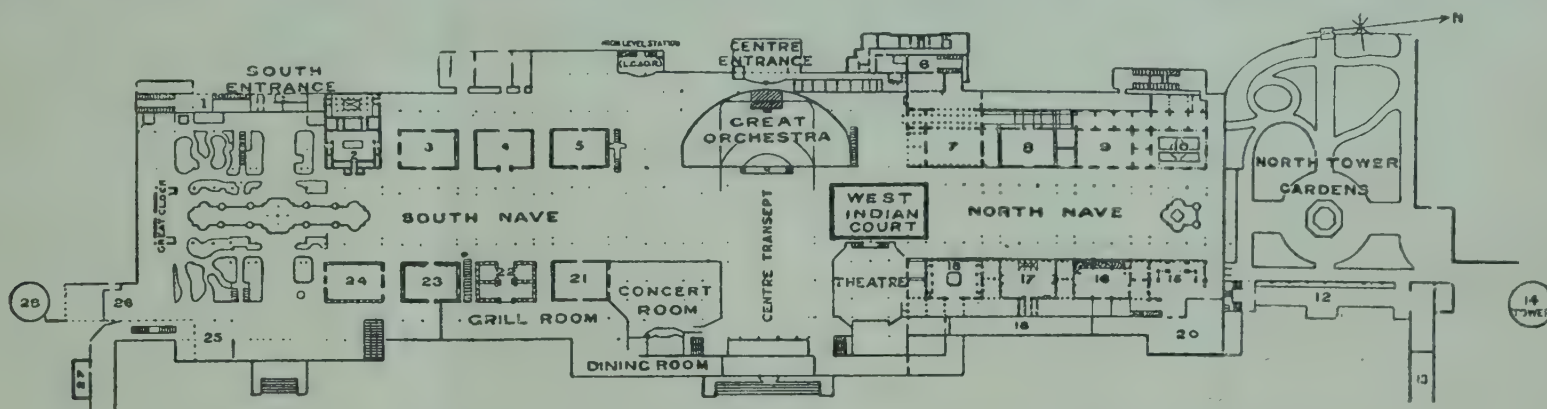 N
HIGH LEVEL STATION
(L.C.& D.R.)
CENTRE
ENTRANCE
SOUTH
ENTRANCE
1
2
3
4
5
6
GREAT
ORCHESTRA
7
8
9
10
NORTH TOWER
GARDENS
GREAT CLOCK
SOUTH NAVE
CENTRE TRANSEPT
WEST
INDIAN
COURT
NORTH NAVE
THEATRE
CONCERT
ROOM
24
23
22
21
GRILL ROOM
18
17
16
15
12
14
TOWER
28
26
25
27
DINING ROOM
18
20
13